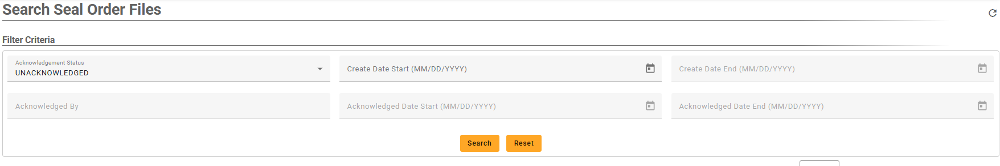 Search Seal Order Files
Filter Criteria
Acknowledgement Status
UNACKNOWLEDGED
Create Date Start (MM/DD/YYYY)
Create Date End (MM/DD/YYYY)
Acknowledged By
Acknowledged Date Start (MM/DD/YYYY)
Acknowledged Date End (MM/DD/YYYY)
Search
Reset